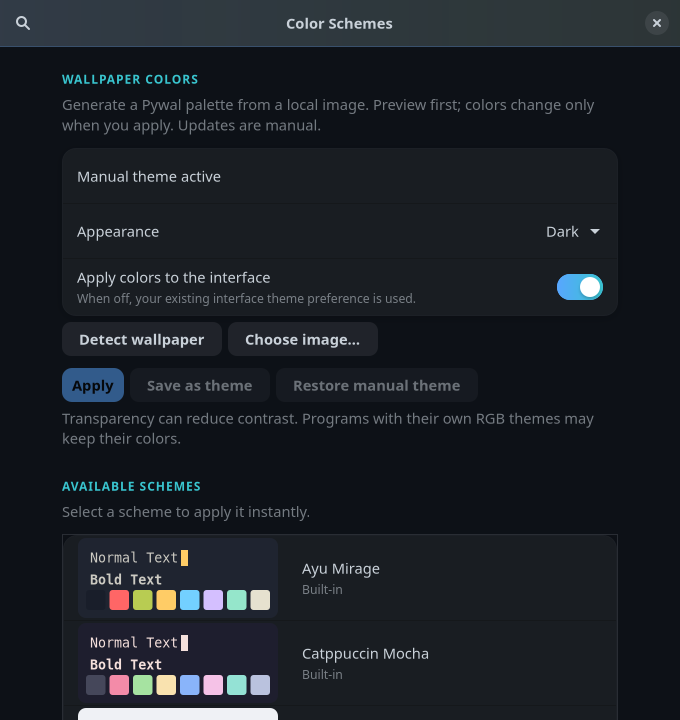 Color Schemes
WALLPAPER COLORS
Generate a Pywal palette from a local image. Preview first; colors change only
when you apply. Updates are manual.
Manual theme active
Appearance
Dark
Apply colors to the interface
When off, your existing interface theme preference is used.
Detect wallpaper
Choose image...
Apply
Save as theme
Restore manual theme
Transparency can reduce contrast. Programs with their own RGB themes may
keep their colors.
AVAILABLE SCHEMES
Select a scheme to apply it instantly.
Normal Text
Bold Text
Ayu Mirage
Built-in
Normal Text
Bold Text
Catppuccin Mocha
Built-in